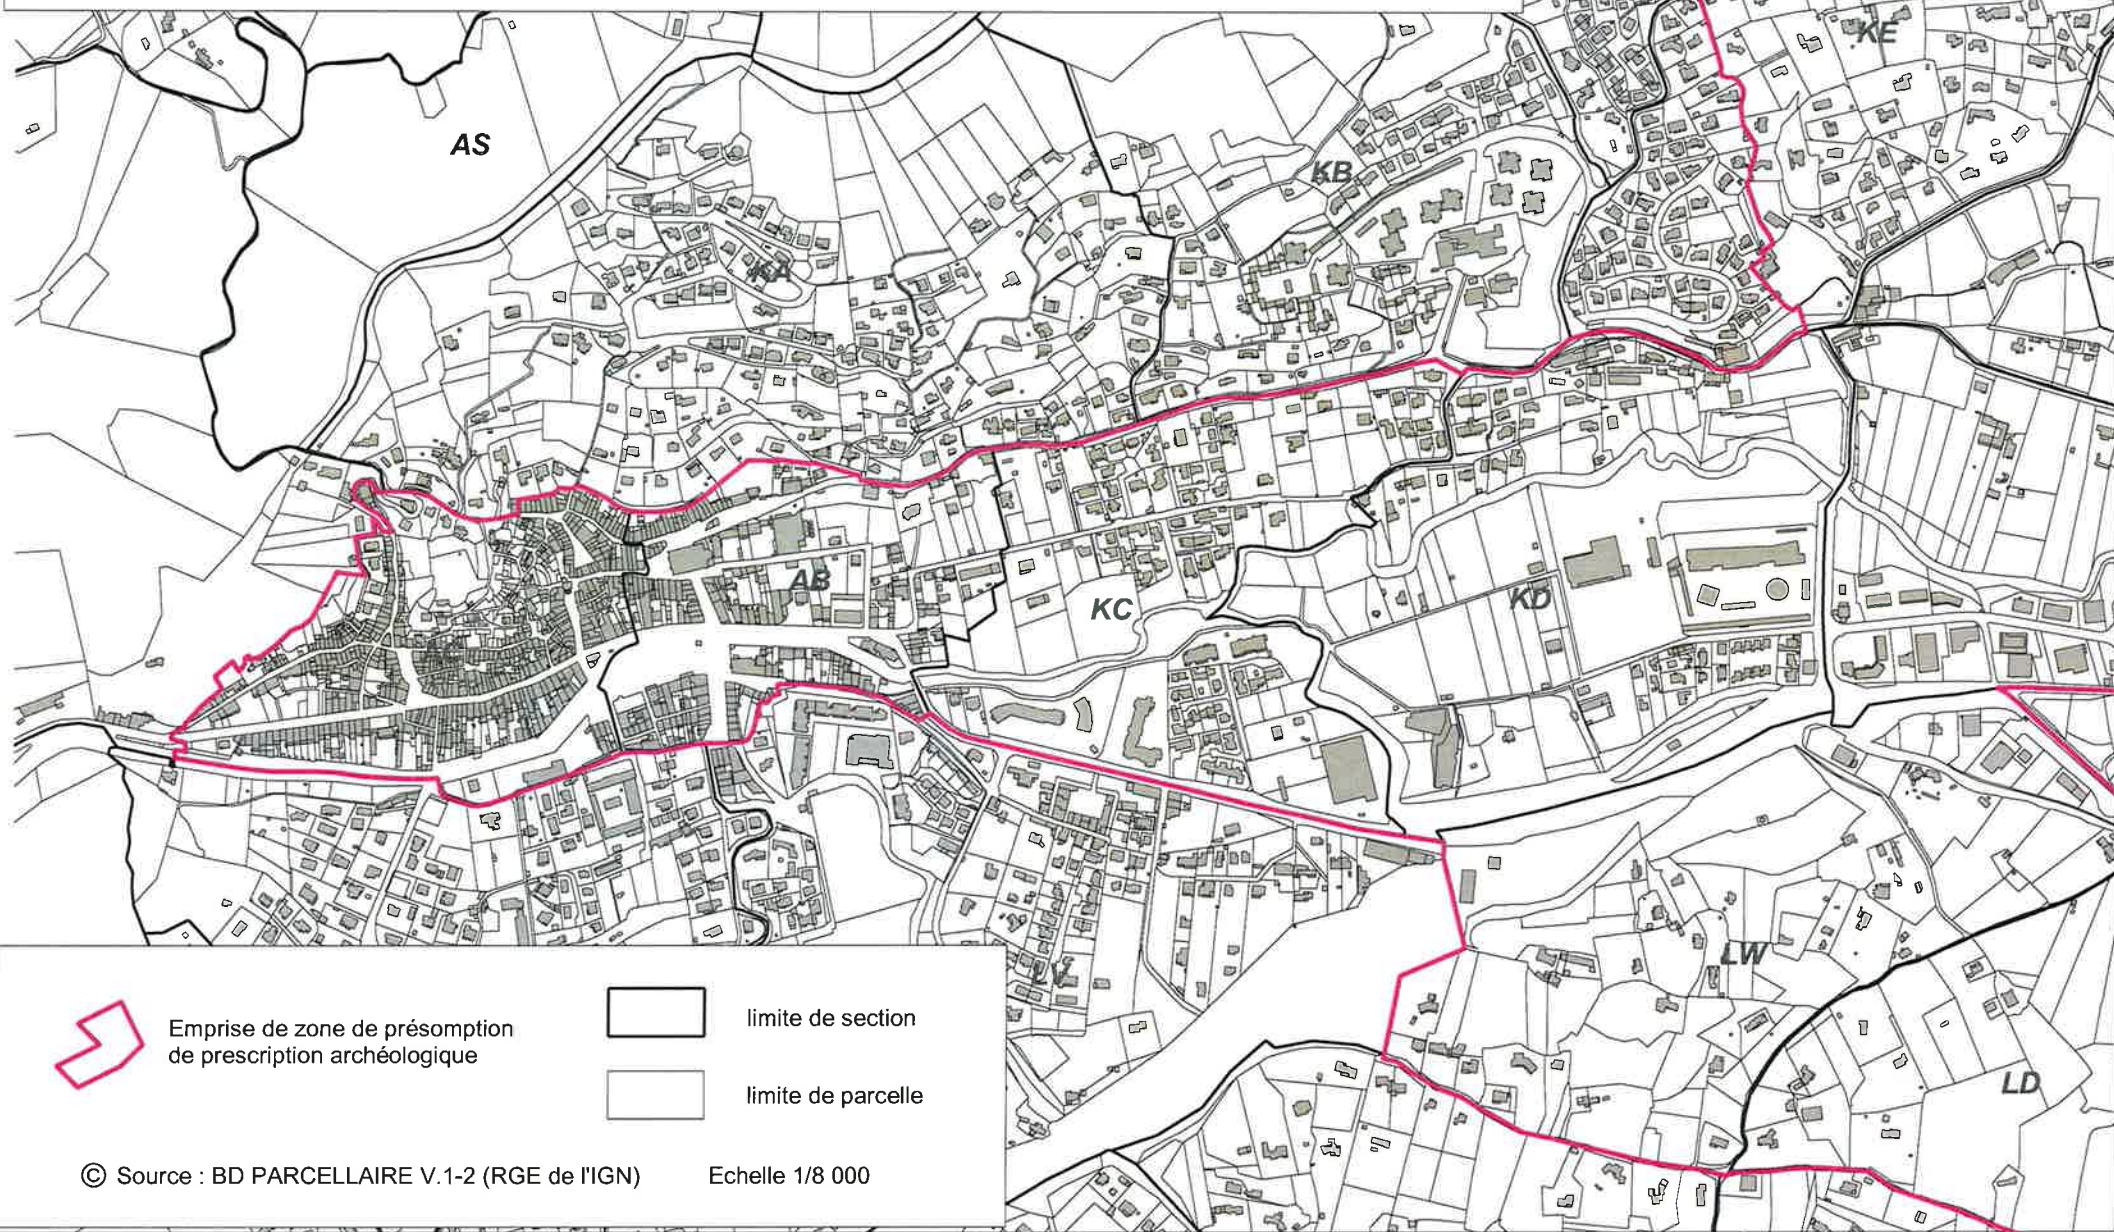 KE
AS
KB
KA
AB
KC
KD
LV
LW
LD
Emprise de zone de présomption
de prescription archéologique
limite de section
limite de parcelle
© Source : BD PARCELLAIRE V.1-2 (RGE de l'IGN)
Echelle 1/8 000